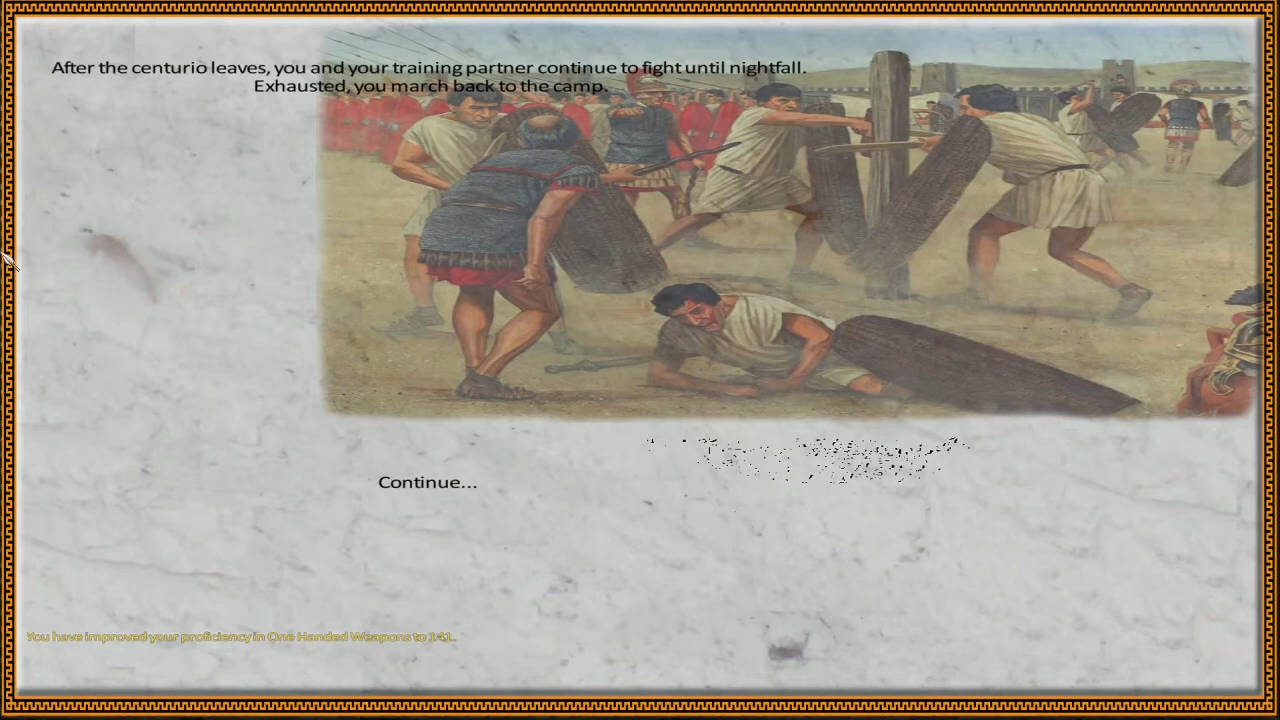 After the centurio leaves, you and your training partner continue to fight until nightfall.
Exhausted, you march back to the camp.
Continue...
You have improved your proficiency in One Handed Weapons to 141.